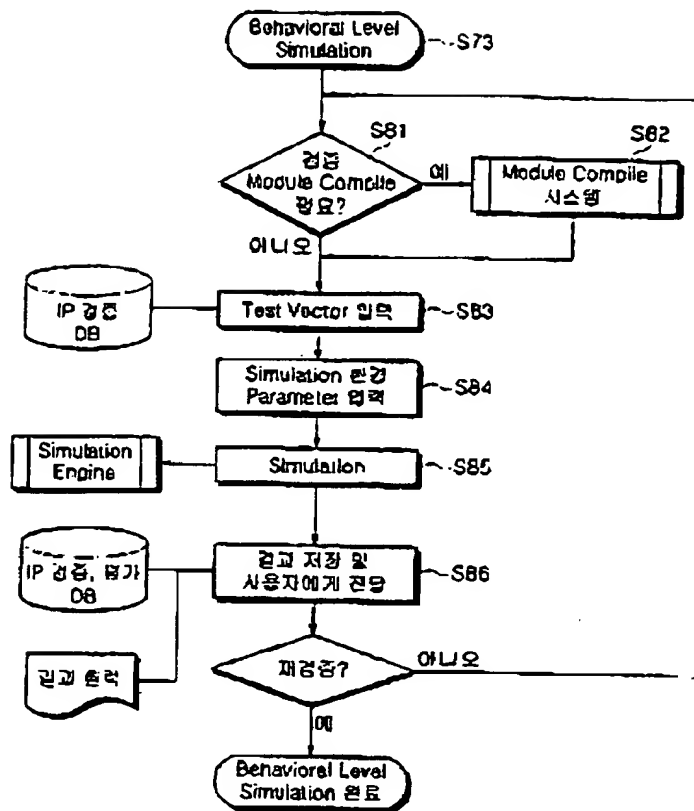 Behavioral Level
Simulation
S73
S81
검증
Module Compile
필요?
예
S82
Module Compile
시스템
아니오
IP 검증
DB
Test Vector 입력
S83
Simulation 환경
Parameter 입력
S84
Simulation
Engine
Simulation
S85
IP 검증, 평가
DB
결과 저장 및
사용자에게 전달
S86
결과 출력
재검증?
아니오
예
Behavioral Level
Simulation 완료